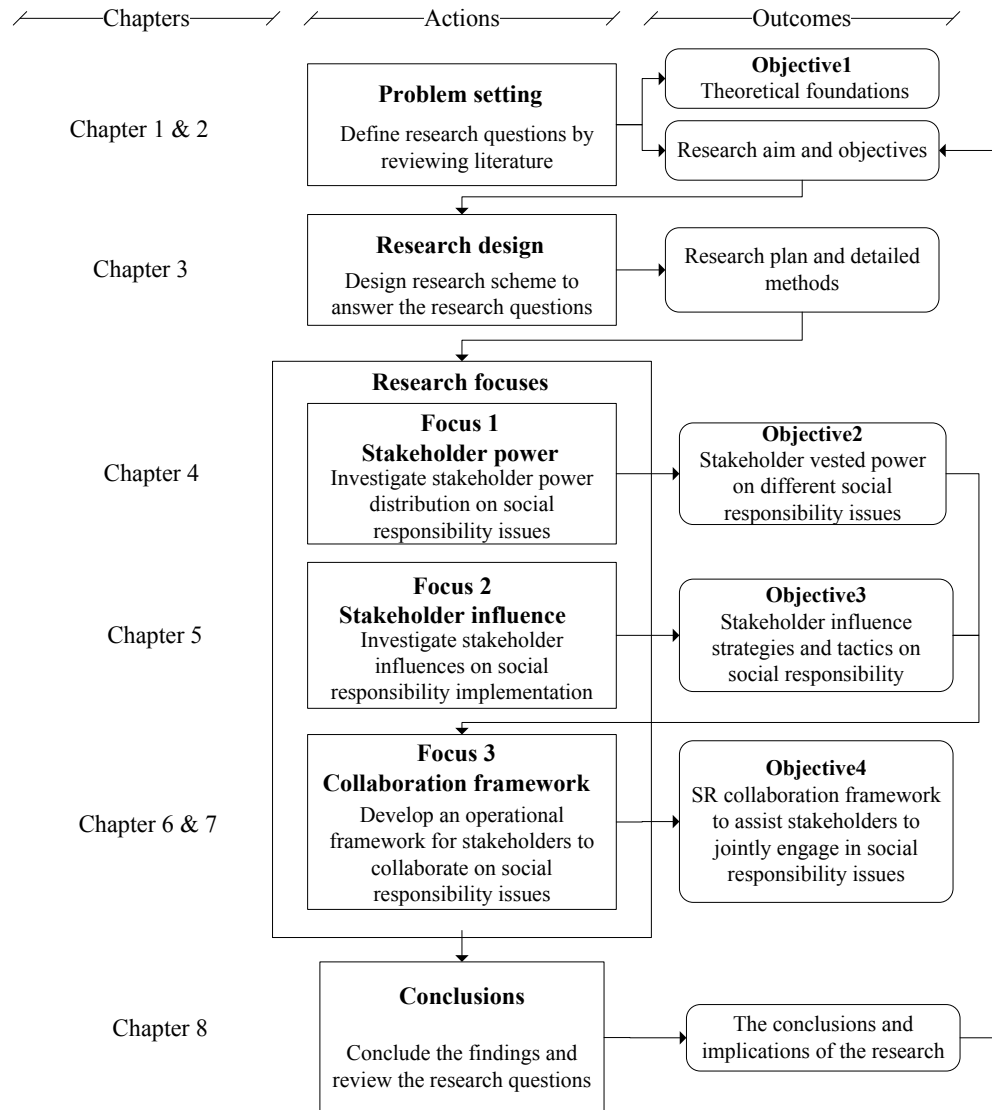 Chapters
Actions
Outcomes
Chapter 1 & 2
Problem setting
Define research questions by
reviewing literature
Objective1
Theoretical foundations
Research aim and objectives
Chapter 3
Research design
Design research scheme to
answer the research questions
Research plan and detailed
methods
Research focuses
Chapter 4
Focus 1
Stakeholder power
Investigate stakeholder power
distribution on social
responsibility issues
Objective2
Stakeholder vested power
on different social
responsibility issues
Chapter 5
Focus 2
Stakeholder influence
Investigate stakeholder
influences on social
responsibility implementation
Objective3
Stakeholder influence
strategies and tactics on
social responsibility
Chapter 6 & 7
Focus 3
Collaboration framework
Develop an operational
framework for stakeholders to
collaborate on social
responsibility issues
Objective4
SR collaboration framework
to assist stakeholders to
jointly engage in social
responsibility issues
Chapter 8
Conclusions
Conclude the findings and
review the research questions
The conclusions and
implications of the research